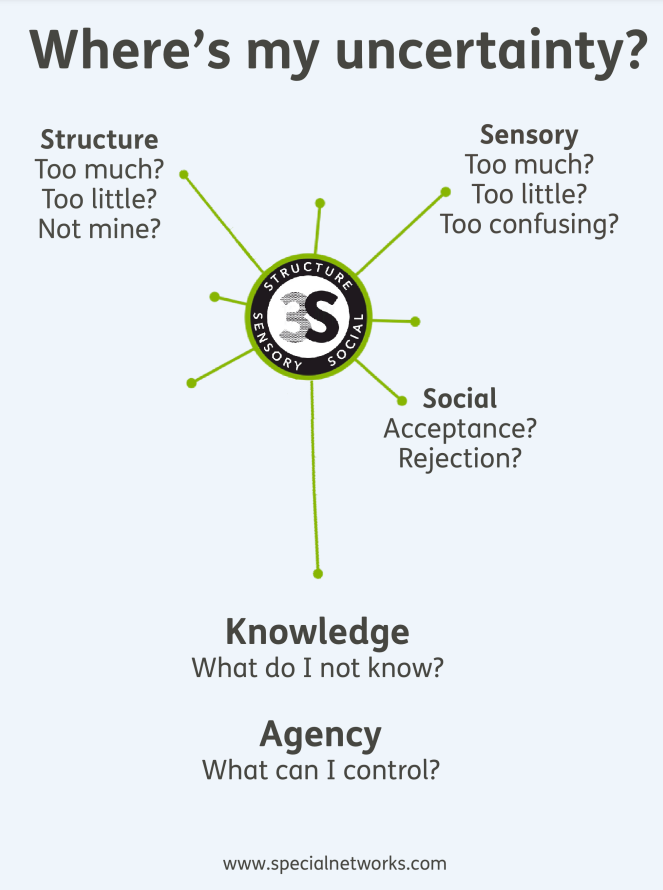 Where's my uncertainty?
Structure
Too much?
Too little?
Not mine?
Sensory
Too much?
Too little?
Too confusing?
STRUCTURE
SENSORY
SOCIAL
3S
Social
Acceptance?
Rejection?
Knowledge
What do I not know?
Agency
What can I control?
www.specialnetworks.com